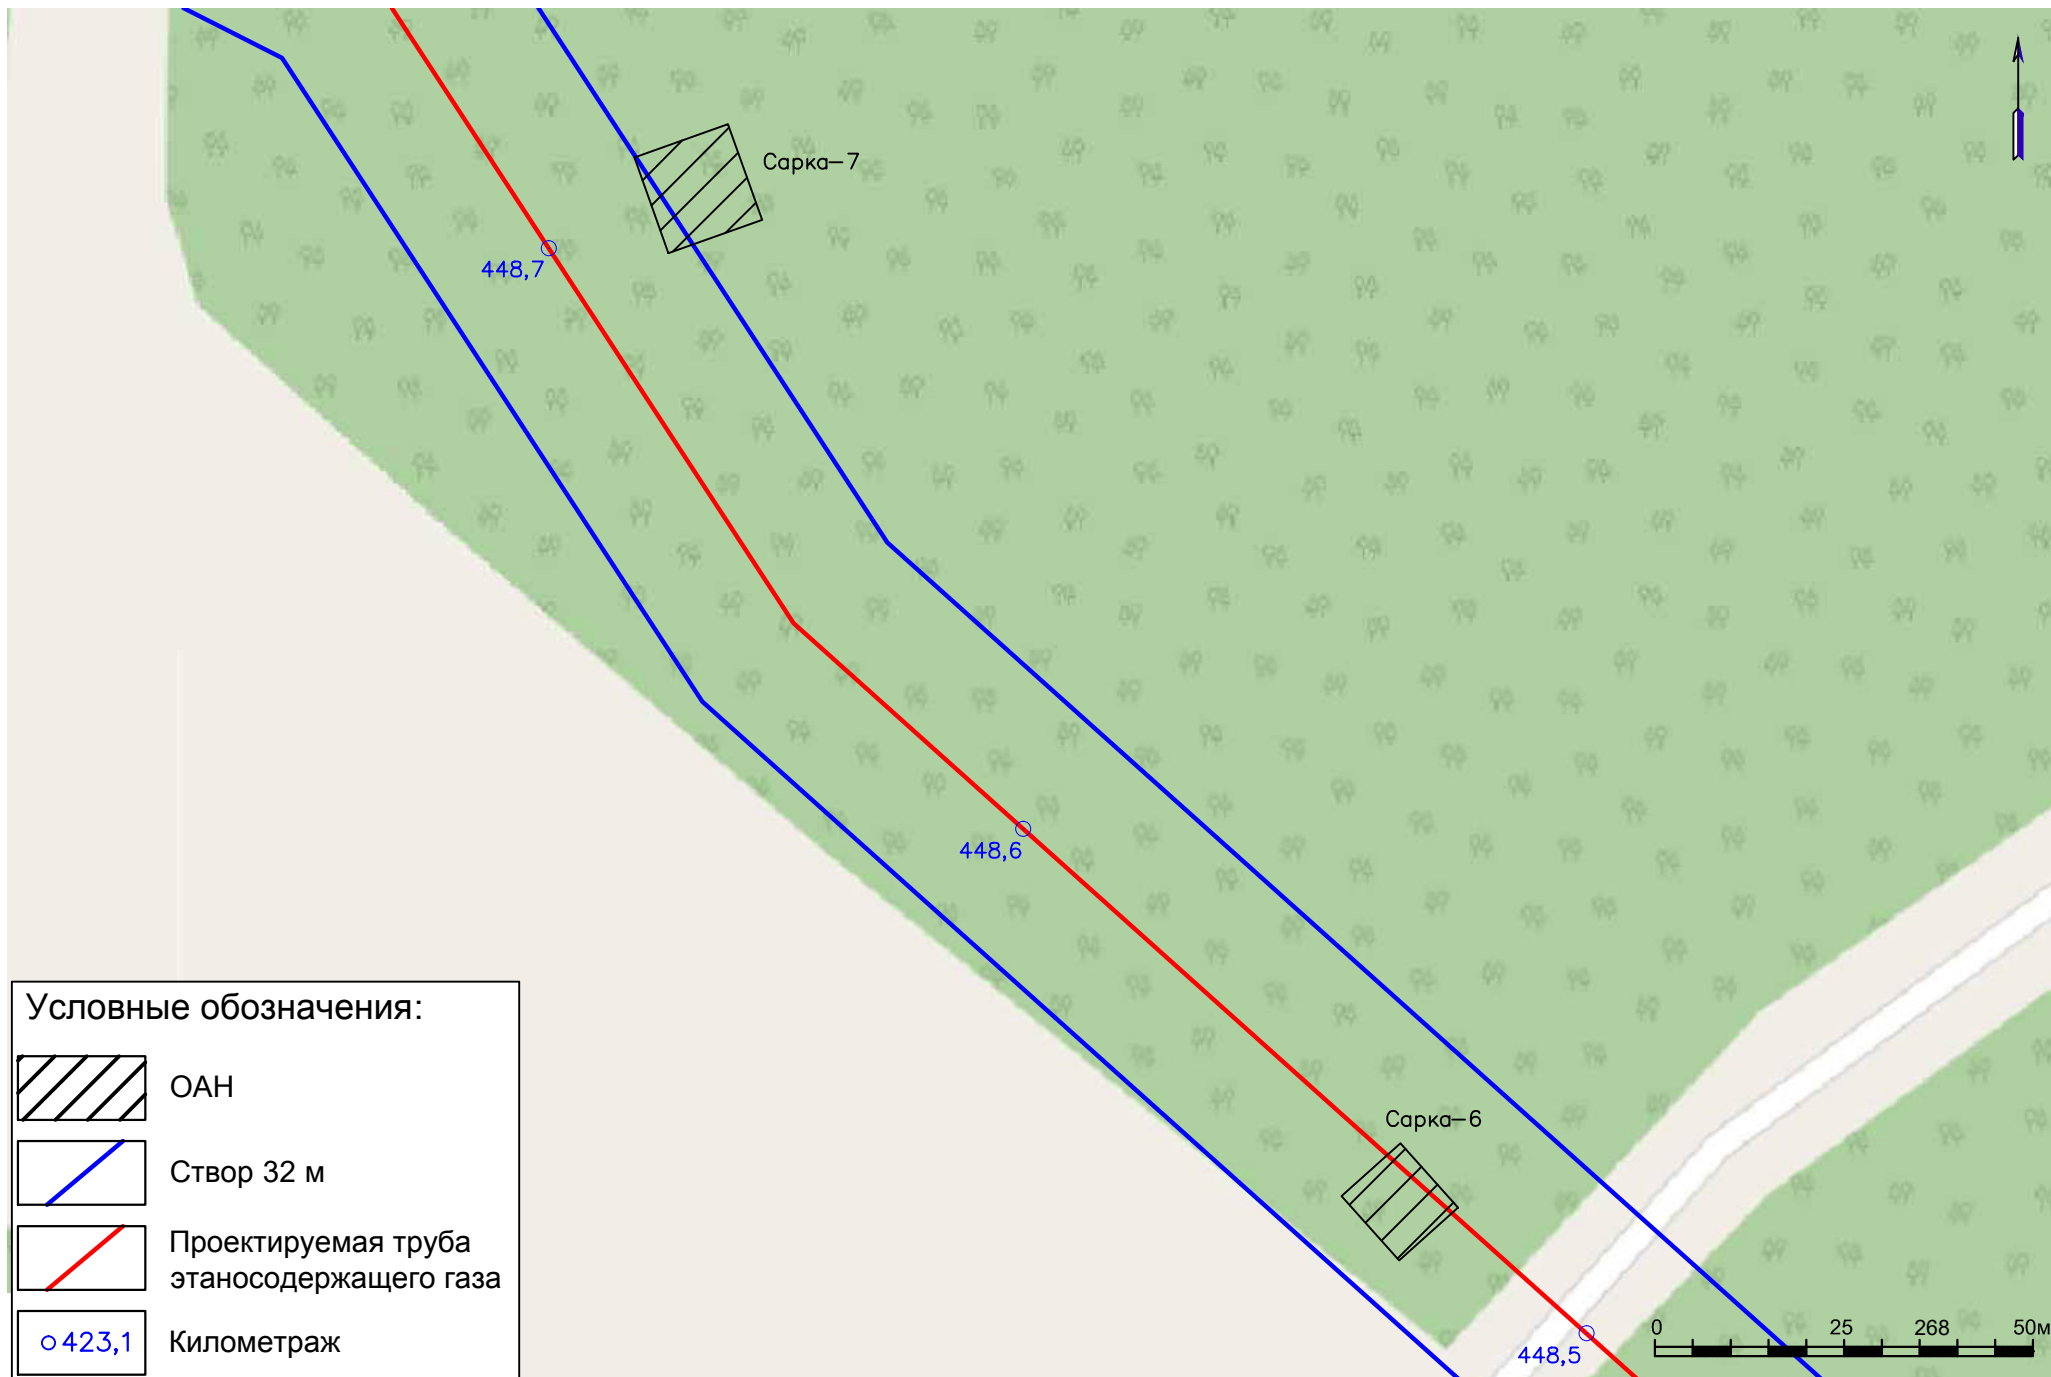 Сарка-7
448,7
448,6
Сарка-6
448,5
0 25 268 50м
Условные обозначения:
ОАН
Створ 32 м
Проектируемая труба
этаносодержащего газа
423,1 Километраж